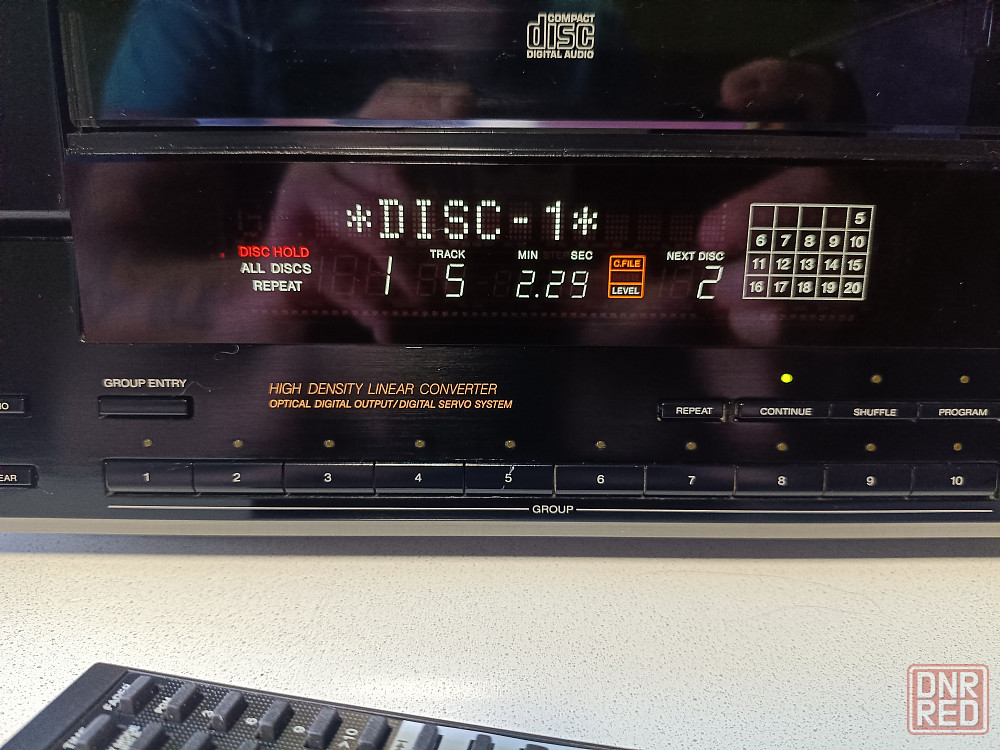 COMPACT
disc
DIGITAL AUDIO
*DISC-1*
DISC HOLD
ALL DISCS
REPEAT
TRACK
MIN SEC
NEXT DISC
1 5 2.29 2
C.FILE
LEVEL
5
6 7 8 9 10
11 12 13 14 15
16 17 18 19 20
GROUP ENTRY
HIGH DENSITY LINEAR CONVERTER
OPTICAL DIGITAL OUTPUT/DIGITAL SERVO SYSTEM
REPEAT CONTINUE SHUFFLE PROGRAM
1 2 3 4 5 6 7 8 9 10
GROUP
>10
DNR
RED